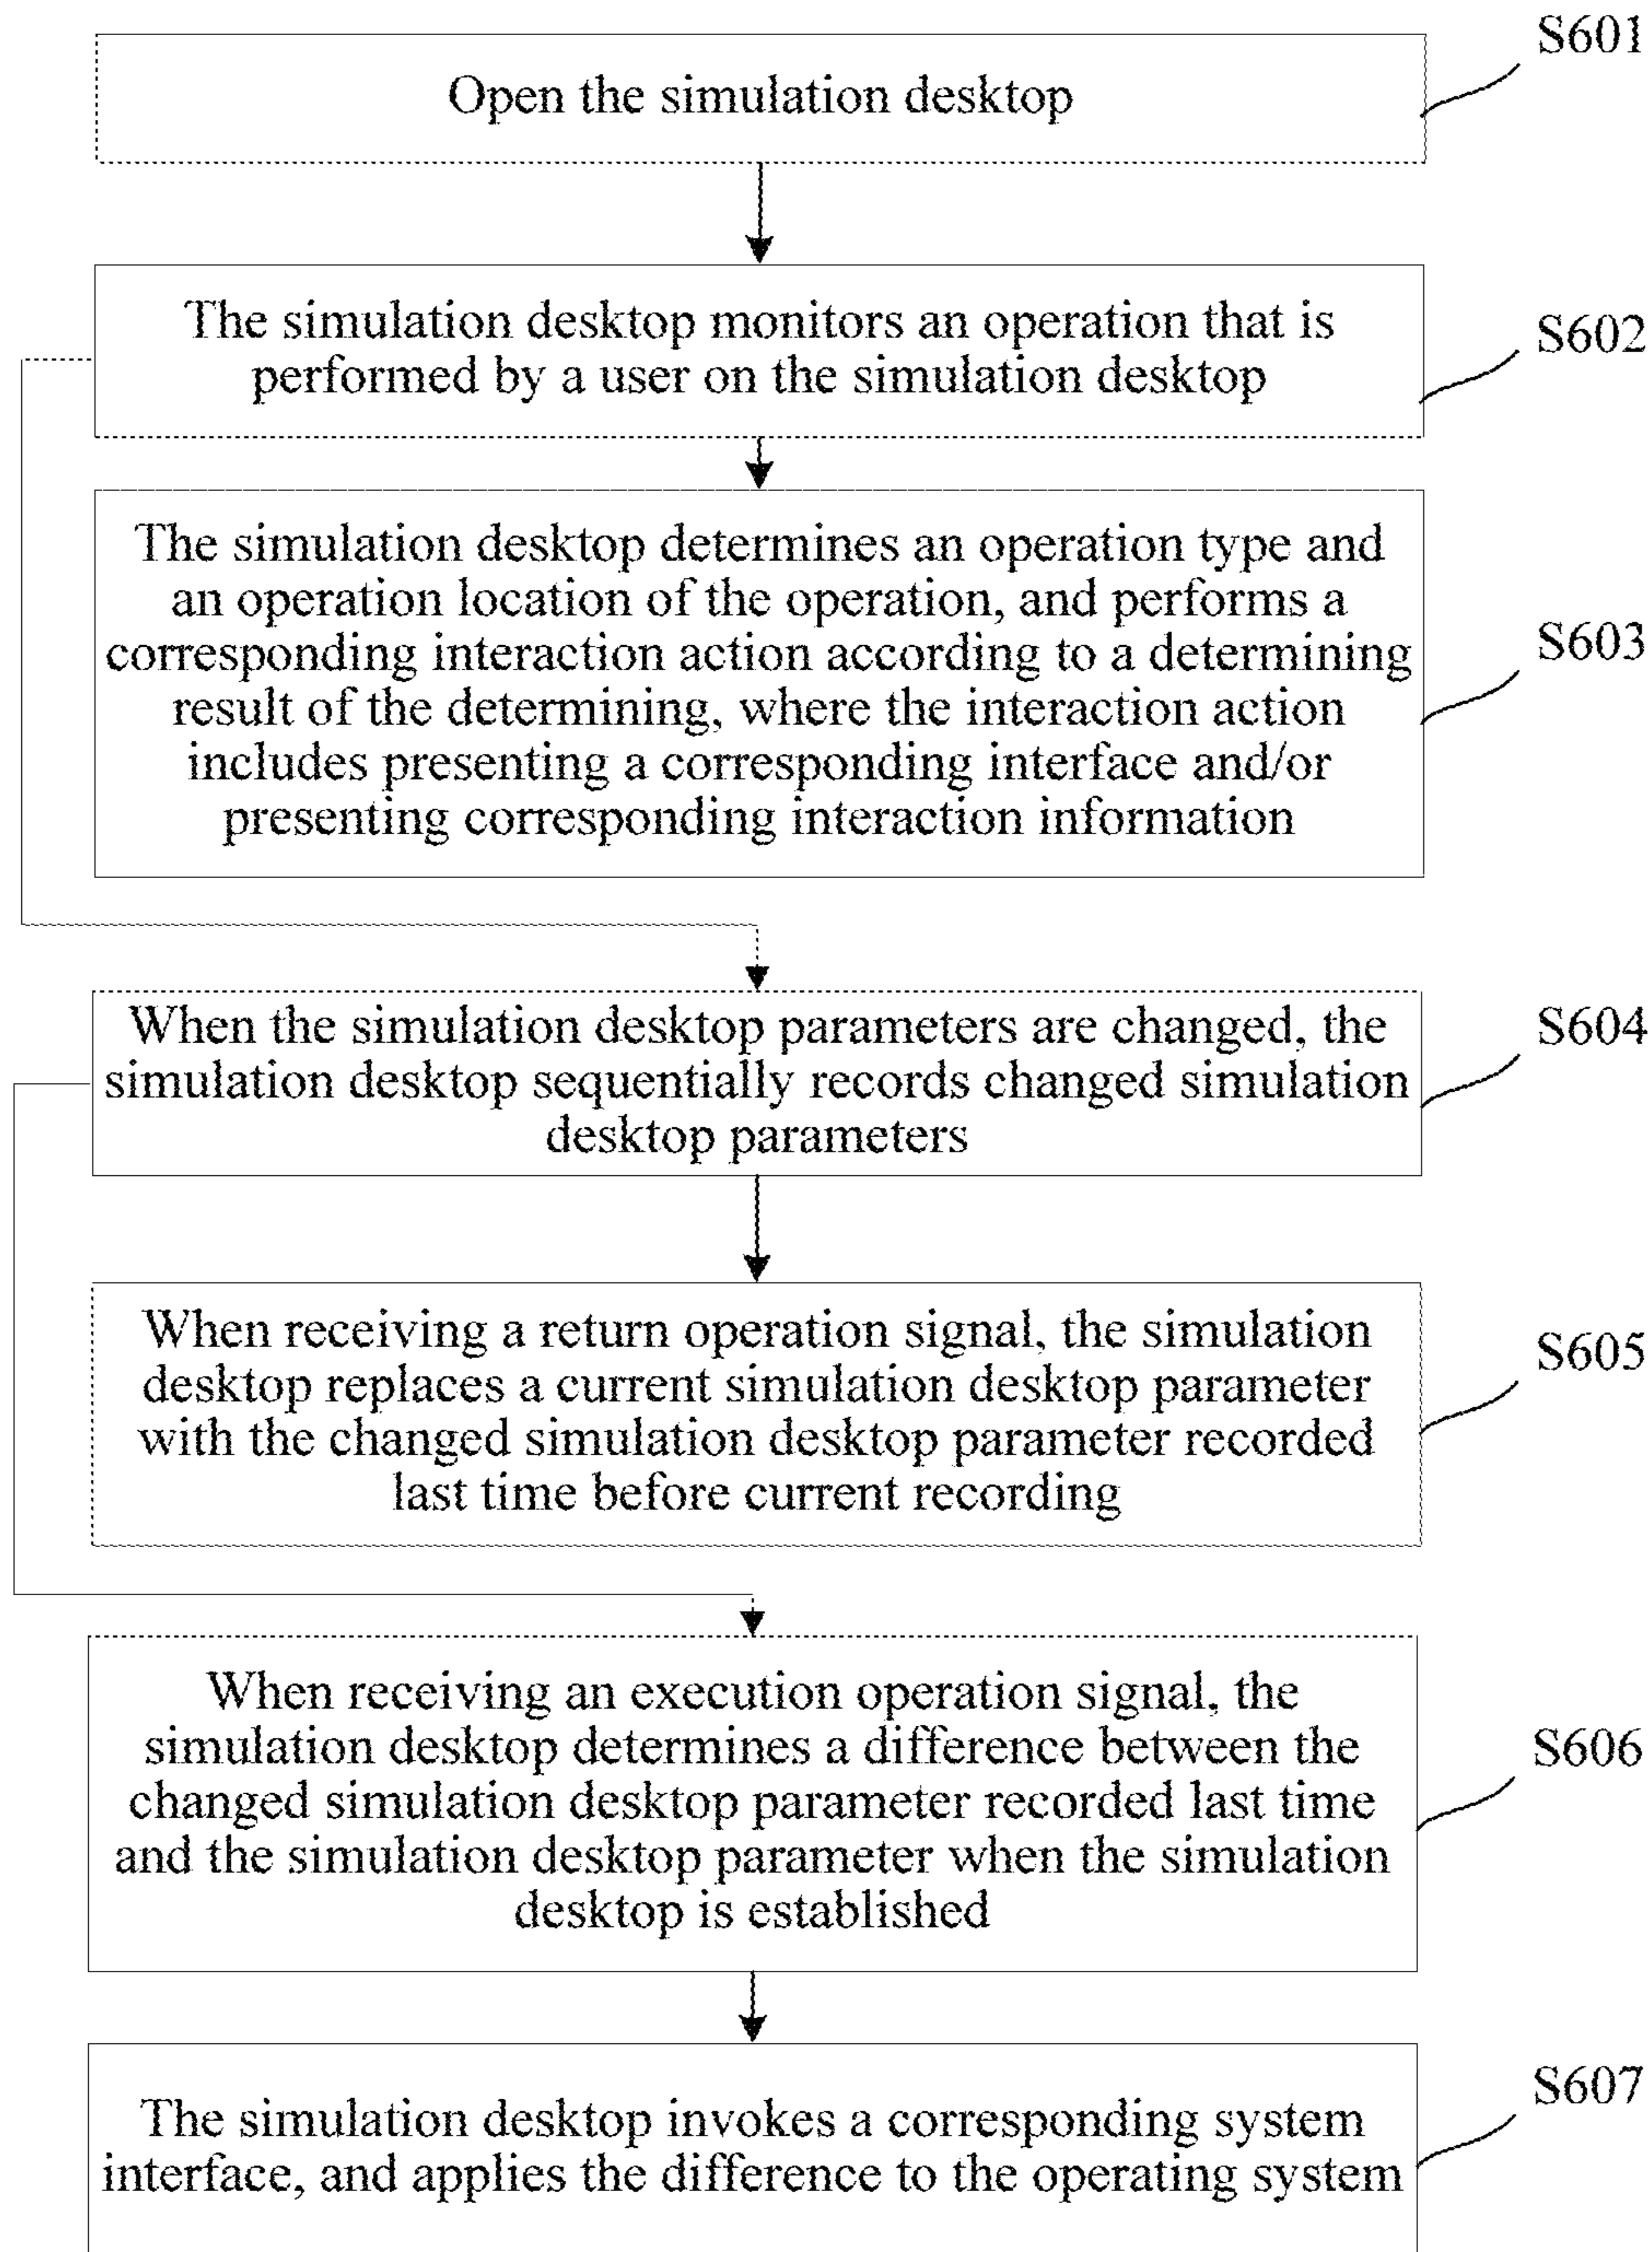 S601
Open the simulation desktop
The simulation desktop monitors an operation that is
performed by a user on the simulation desktop
S602
The simulation desktop determines an operation type and
an operation location of the operation, and performs a
corresponding interaction action according to a determining
result of the determining, where the interaction action
includes presenting a corresponding interface and/or
presenting corresponding interaction information
S603
When the simulation desktop parameters are changed, the
simulation desktop sequentially records changed simulation
desktop parameters
S604
When receiving a return operation signal, the simulation
desktop replaces a current simulation desktop parameter
with the changed simulation desktop parameter recorded
last time before current recording
S605
When receiving an execution operation signal, the
simulation desktop determines a difference between the
changed simulation desktop parameter recorded last time
and the simulation desktop parameter when the simulation
desktop is established
S606
The simulation desktop invokes a corresponding system
interface, and applies the difference to the operating system
S607